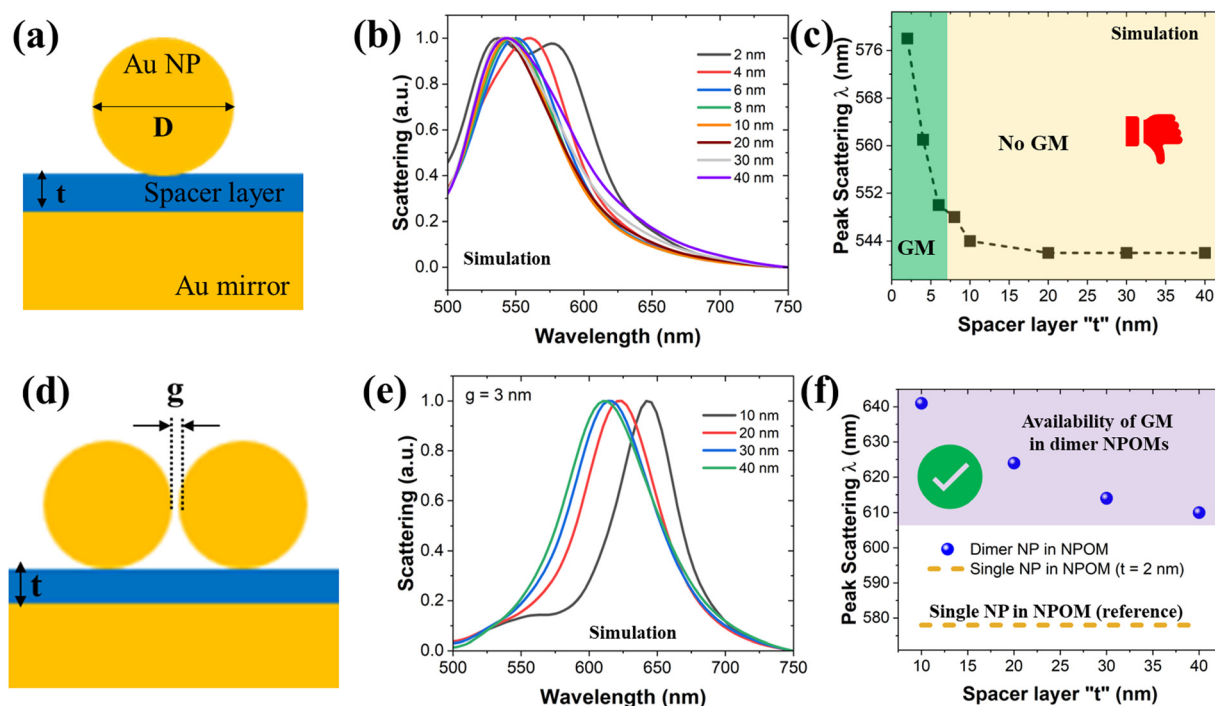 (a)
Au NP
D
t
Spacer layer
Au mirror
(b)
1.0
0.8
0.6
0.4
0.2
0.0
Scattering (a.u.)
2 nm
4 nm
6 nm
8 nm
10 nm
20 nm
30 nm
40 nm
Simulation
500
550
600
650
700
750
Wavelength (nm)
(c)
576
568
560
552
544
Peak Scattering λ (nm)
Simulation
No GM
GM
0
5
10
15
20
25
30
35
40
Spacer layer "t" (nm)
(d)
g
t
(e)
1.0
0.8
0.6
0.4
0.2
0.0
Scattering (a.u.)
g = 3 nm
10 nm
20 nm
30 nm
40 nm
Simulation
500
550
600
650
700
750
Wavelength (nm)
(f)
640
630
620
610
600
590
580
Peak Scattering λ (nm)
Availability of GM
in dimer NPOMs
Dimer NP in NPOM
Single NP in NPOM (t = 2 nm)
Single NP in NPOM (reference)
10
20
30
40
Spacer layer "t" (nm)